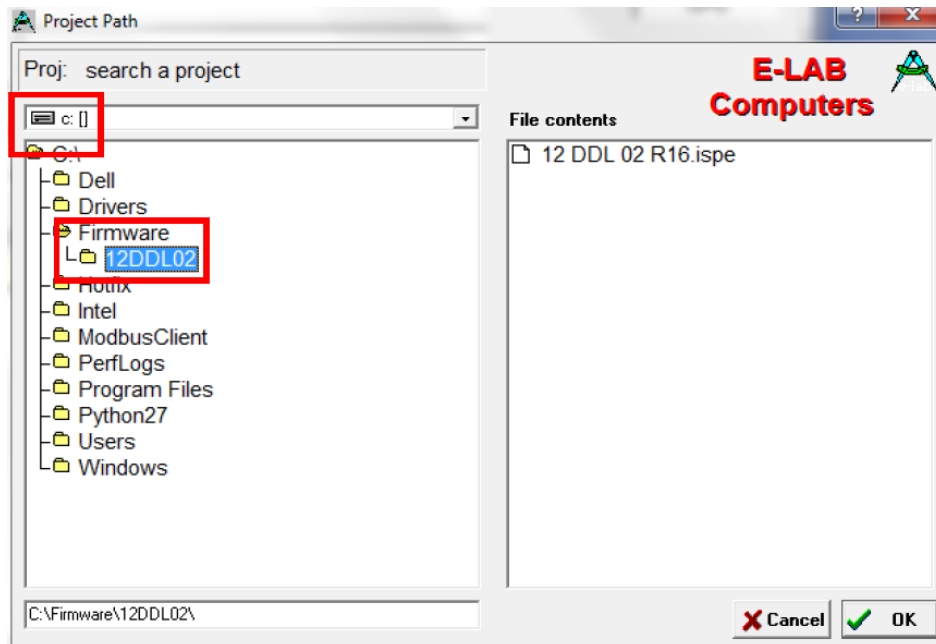 Project Path
?
X
Proj: search a project
E-LAB
Computers
c: []
File contents
C:\
Dell
Drivers
Firmware
12DDL02
Hotfix
Intel
ModbusClient
PerfLogs
Program Files
Python27
Users
Windows
12 DDL 02 R16.ispe
C:\Firmware\12DDL02\
Cancel
OK